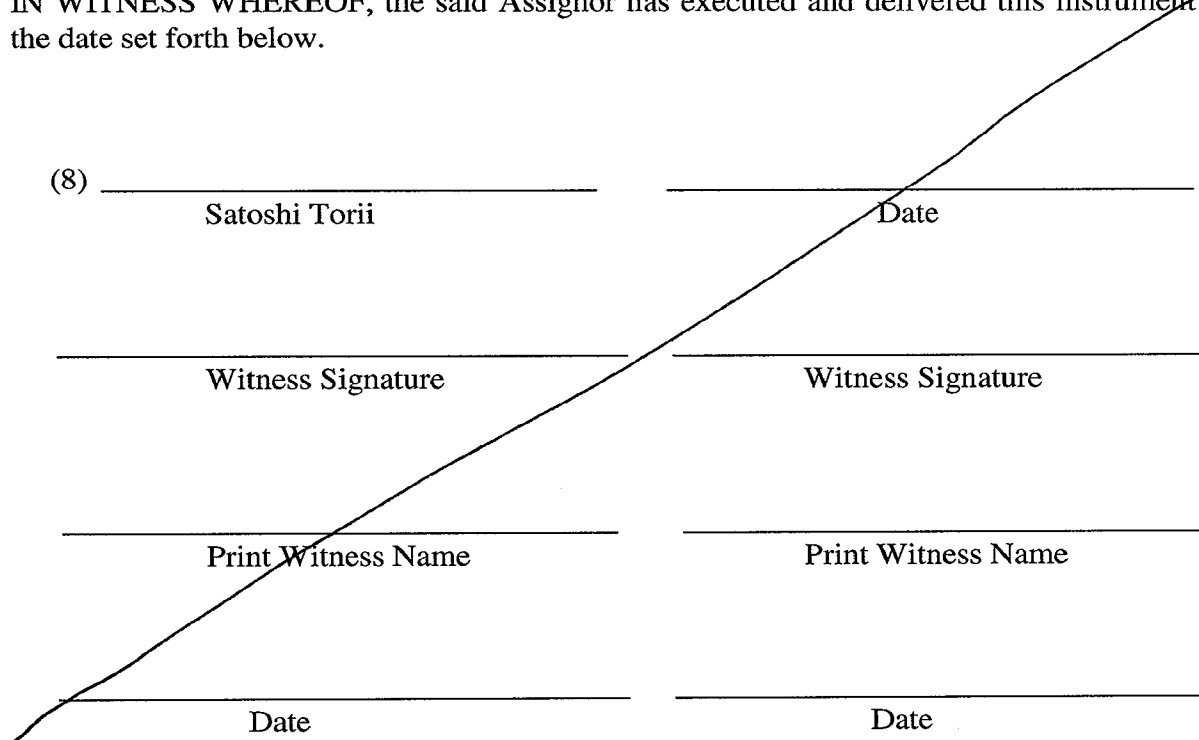 IN WITNESS WHEREOF, the said Assignor has executed and delivered this instrument
the date set forth below.
(8)
Satoshi Torii Date
Witness Signature Witness Signature
Print Witness Name Print Witness Name
Date Date